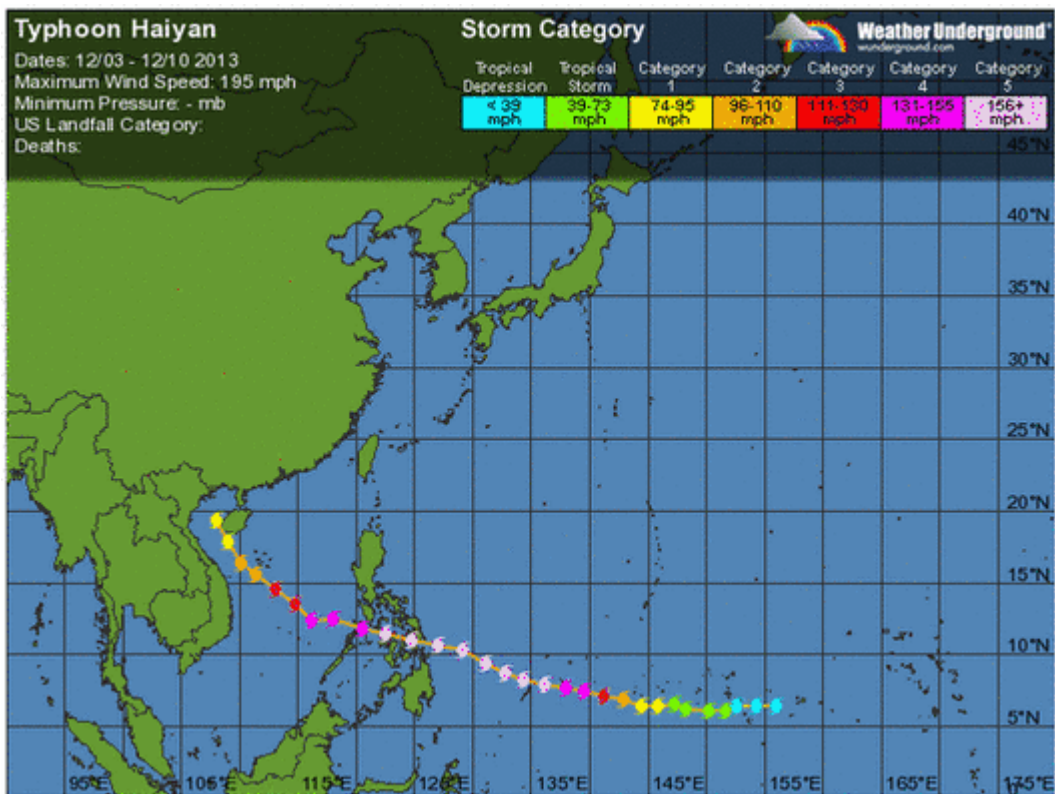 Typhoon Haiyan
Dates: 12/03 - 12/10 2013
Maximum Wind Speed: 195 mph
Minimum Pressure: - mb
US Landfall Category:
Deaths:
Storm Category
Weather Underground®
wunderground.com
Tropical Depression
Tropical Storm
Category 1
Category 2
Category 3
Category 4
Category 5
< 39 mph
39-73 mph
74-95 mph
96-110 mph
111-130 mph
131-155 mph
156+ mph
45°N
40°N
35°N
30°N
25°N
20°N
15°N
10°N
5°N
95°E
105°E
115°E
135°E
145°E
155°E
165°E
175°E